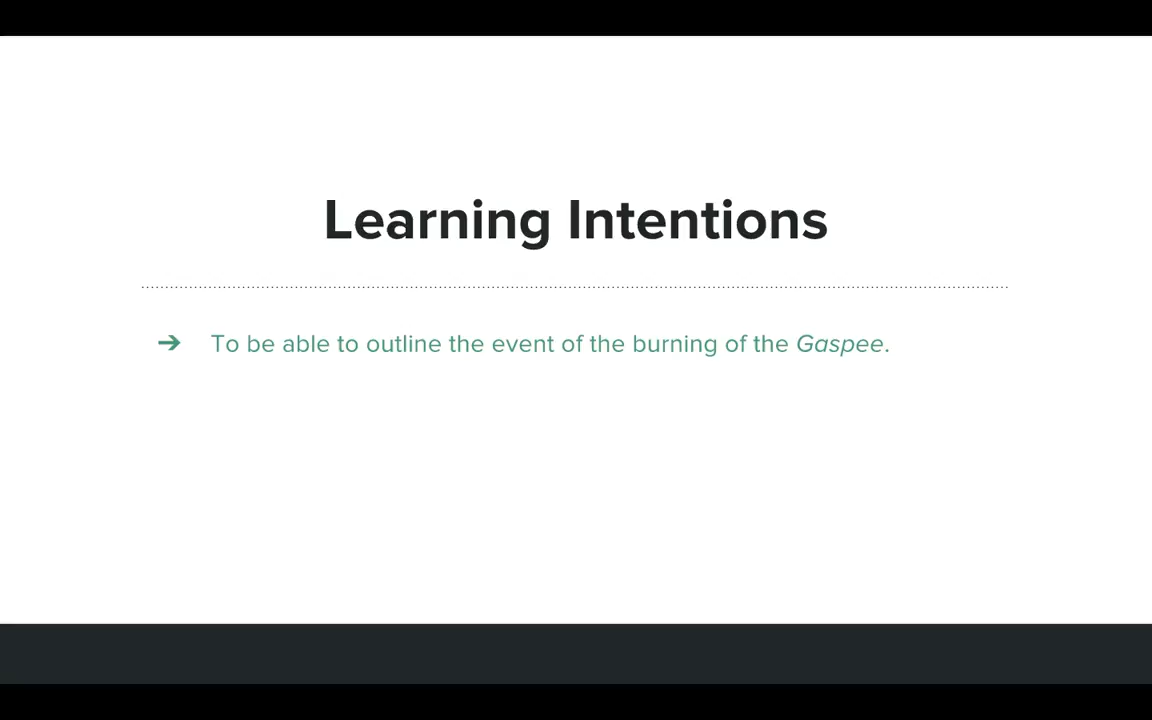 Learning Intentions
➔ To be able to outline the event of the burning of the Gaspee.